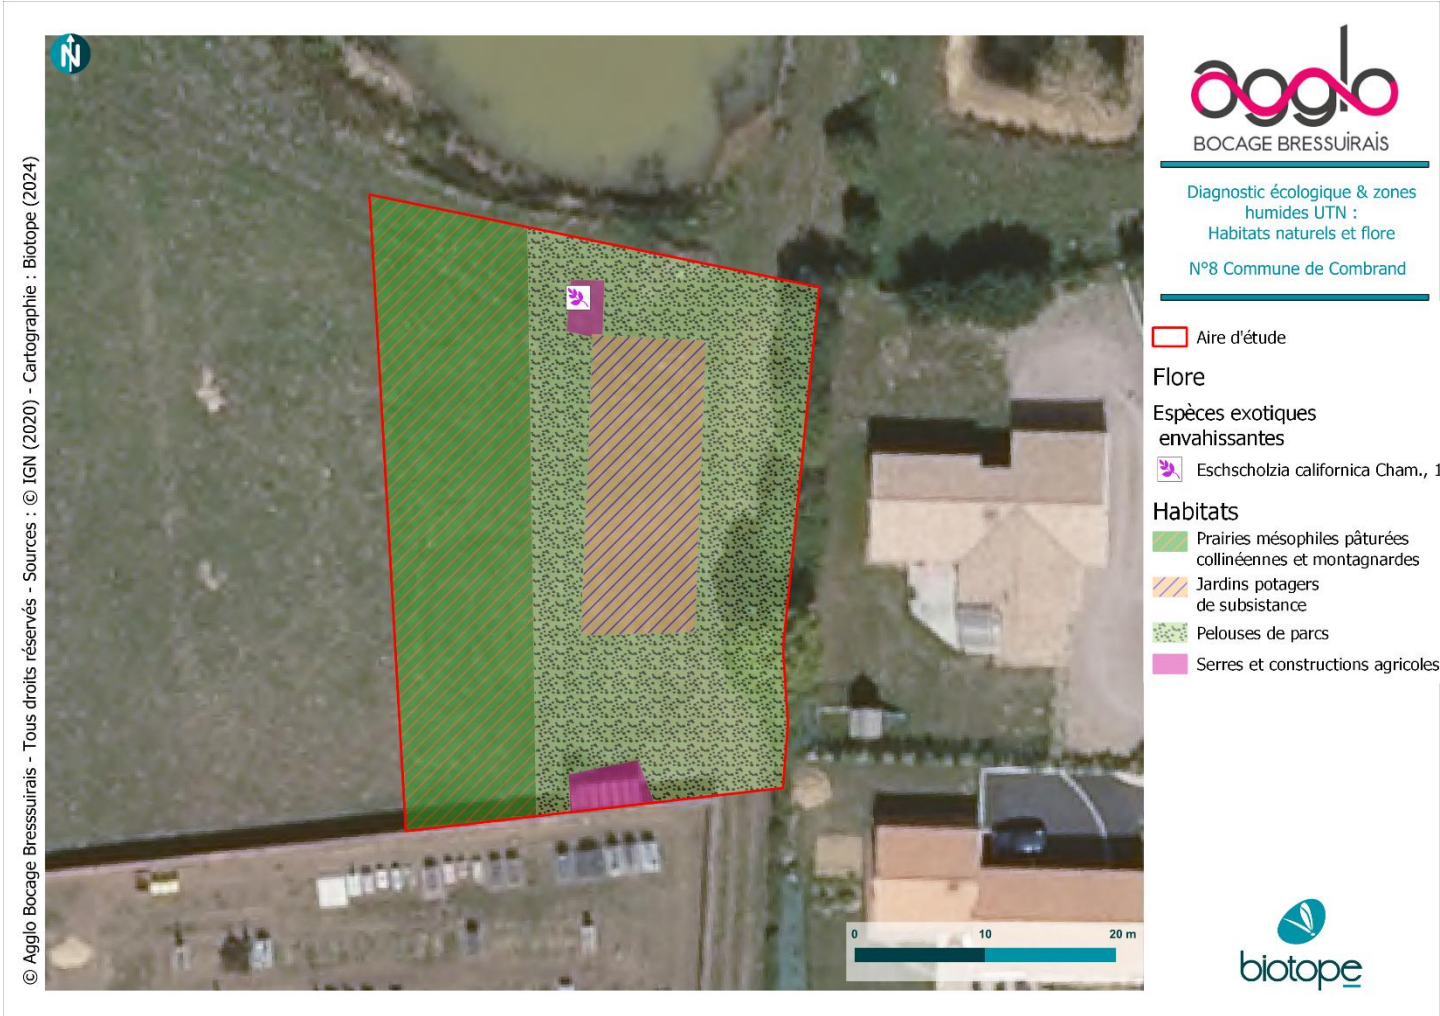 N
© Agglo Bocage Bresssuirais - Tous droits réservés - Sources : © IGN (2020) - Cartographie : Biotope (2024)
agglo
BOCAGE BRESSUIRAIS
Diagnostic écologique & zones
humides UTN :
Habitats naturels et flore
N°8 Commune de Combrand
Aire d'étude
Flore
Espèces exotiques
envahissantes
Eschscholzia californica Cham., 1
Habitats
Prairies mésophiles pâturées
collinéennes et montagnardes
Jardins potagers
de subsistance
Pelouses de parcs
Serres et constructions agricoles
0 10 20 m
biotope